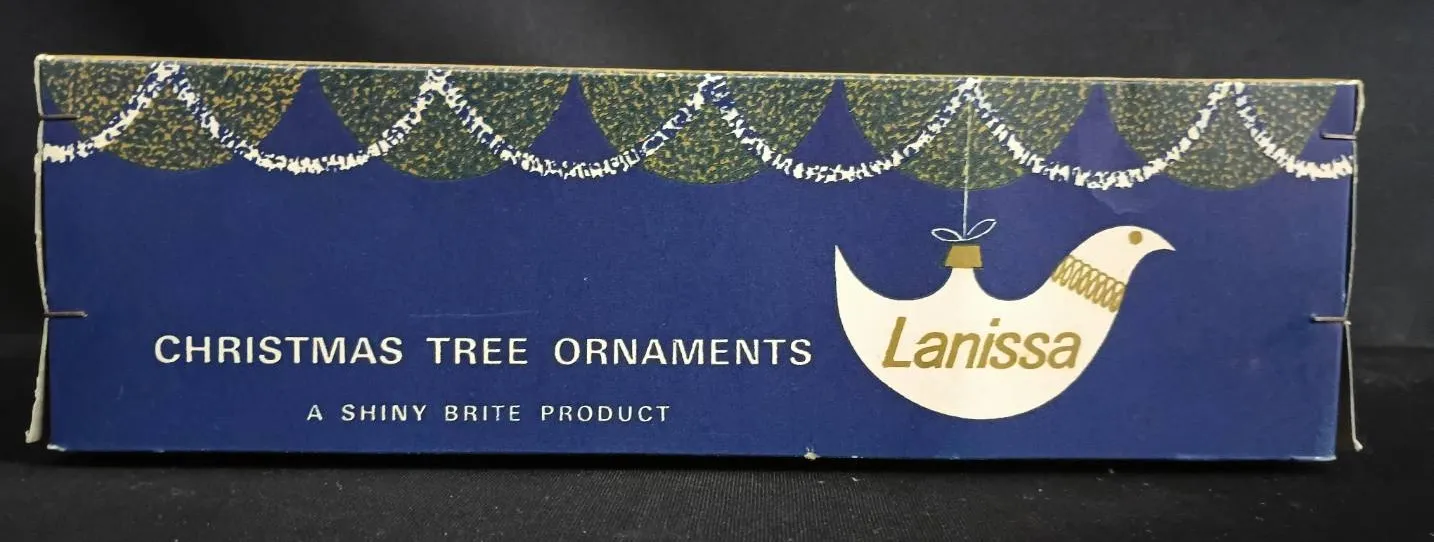 CHRISTMAS TREE ORNAMENTS
A SHINY BRITE PRODUCT
Lanissa